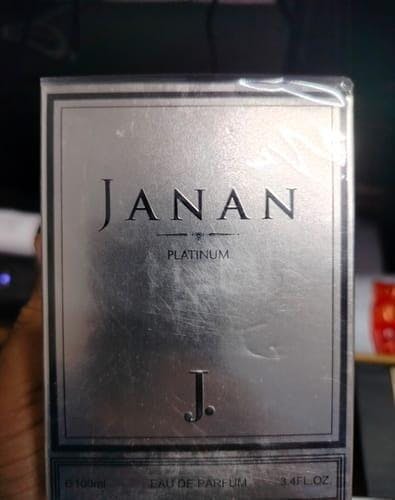 JANAN
PLATINUM
J.
℮100ml EAU DE PARFUM 3.4FL.OZ